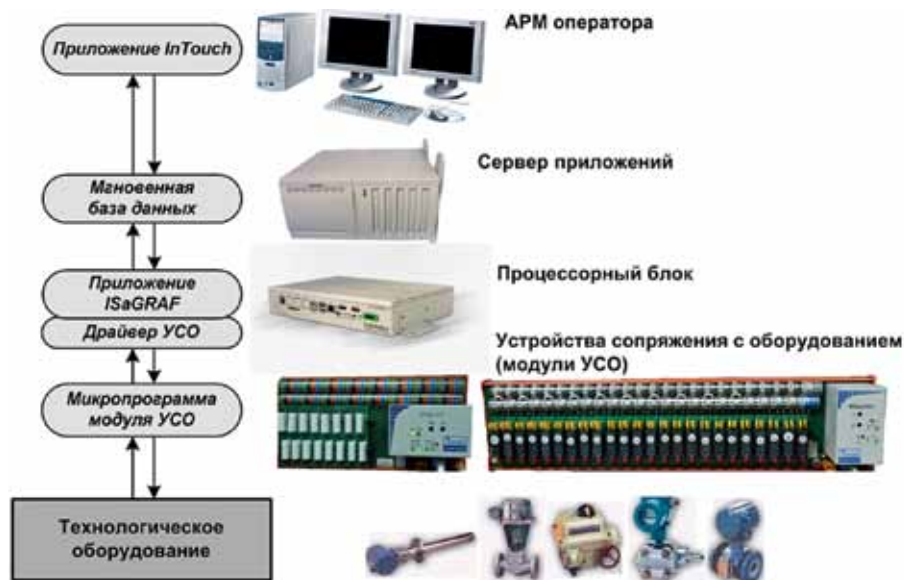 Приложение InTouch
АРМ оператора
Сервер приложений
Мгновенная
база данных
Процессорный блок
Приложение
ISaGRAF
Драйвер УСО
Устройства сопряжения с оборудованием
(модули УСО)
Микропрограмма
модуля УСО
Технологическое
оборудование